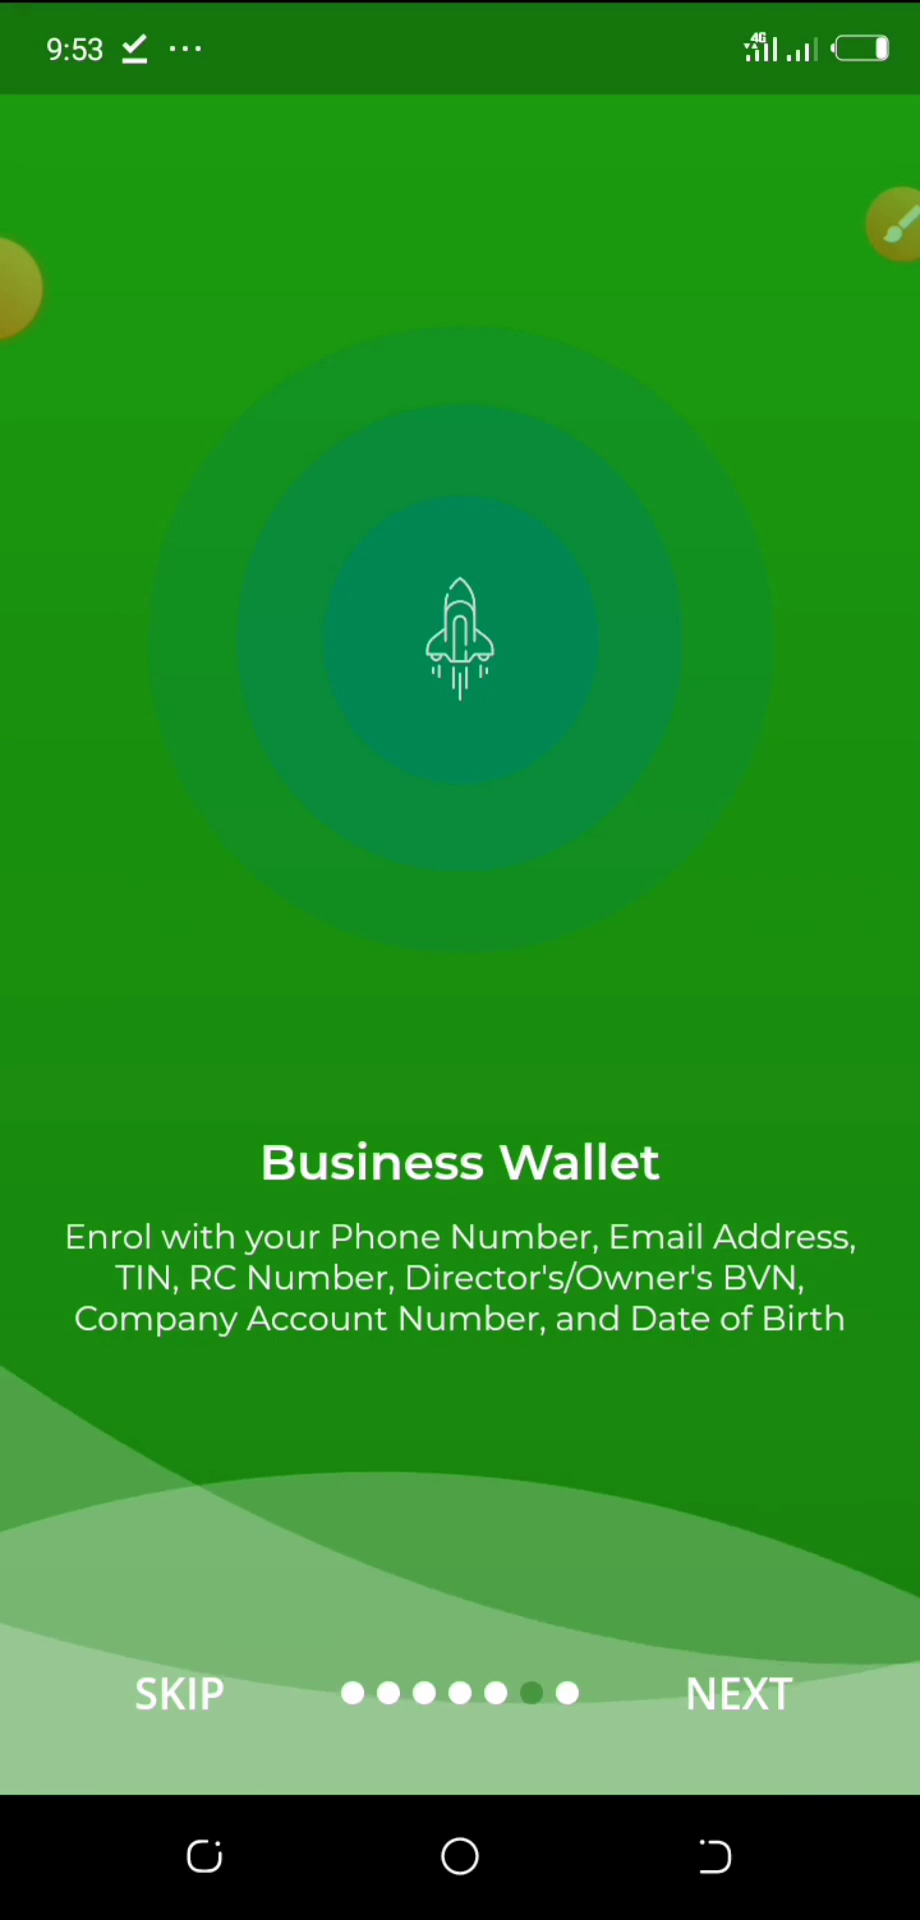 9:53
4G
Business Wallet
Enrol with your Phone Number, Email Address,
TIN, RC Number, Director's/Owner's BVN,
Company Account Number, and Date of Birth
SKIP
NEXT